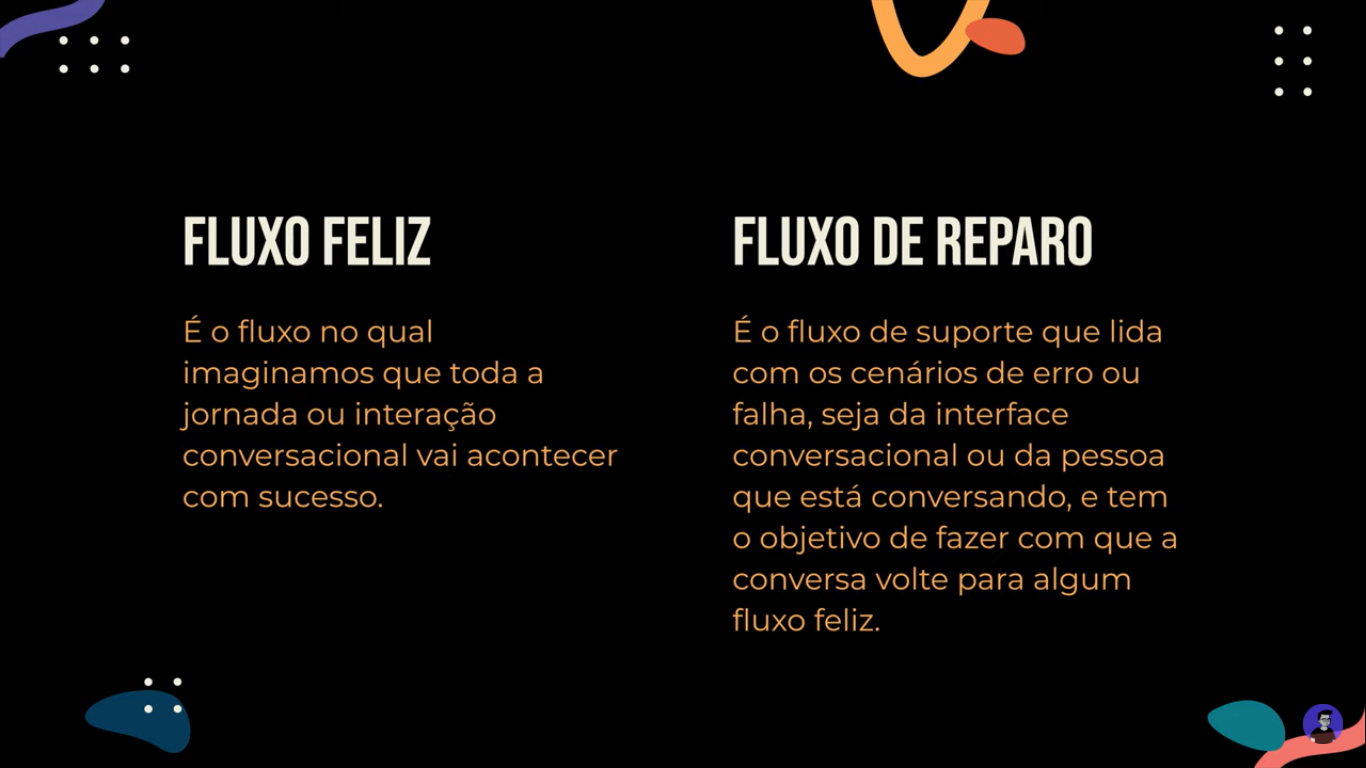 FLUXO FELIZ
É o fluxo no qual
imaginamos que toda a
jornada ou interação
conversacional vai acontecer
com sucesso.
FLUXO DE REPARO
É o fluxo de suporte que lida
com os cenários de erro ou
falha, seja da interface
conversacional ou da pessoa
que está conversando, e tem
o objetivo de fazer com que a
conversa volte para algum
fluxo feliz.